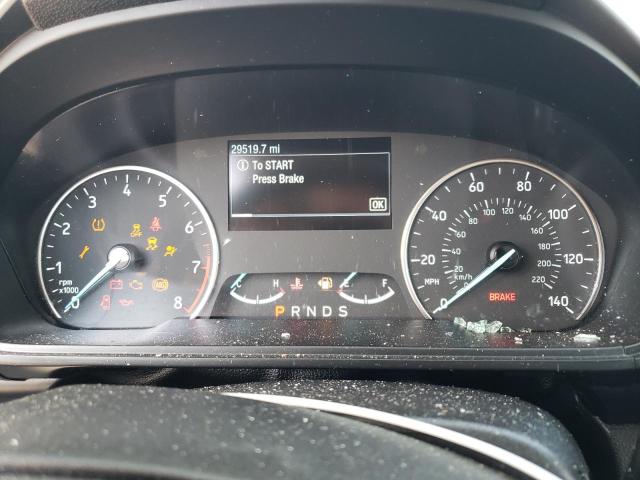 29519.7 mi
To START
Press Brake
OK
0 1 2 3 4 5 6 7 8
rpm
x1000
ABS
C H E F
P R N D S
0 20 40 60 80 100 120 140
MPH
0 20 40 60 80 100 120 140 160 180 200 220
km/h
BRAKE